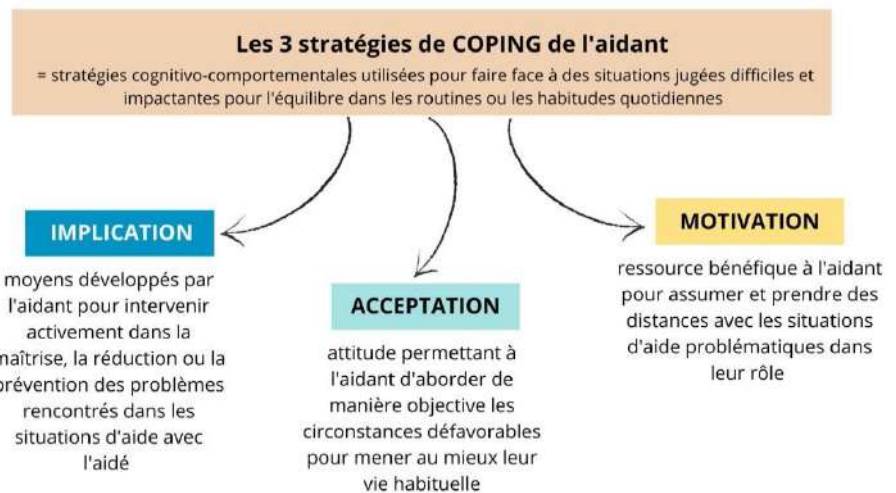 Les 3 stratégies de COPING de l'aidant
= stratégies cognitivo-comportementales utilisées pour faire face à des situations jugées difficiles et
impactantes pour l'équilibre dans les routines ou les habitudes quotidiennes
IMPLICATION
moyens développés par
l'aidant pour intervenir
activement dans la
maîtrise, la réduction ou la
prévention des problèmes
rencontrés dans les
situations d'aide avec
l'aidé
ACCEPTATION
attitude permettant à
l'aidant d'aborder de
manière objective les
circonstances défavorables
pour mener au mieux leur
vie habituelle
MOTIVATION
ressource bénéfique à l'aidant
pour assumer et prendre des
distances avec les situations
d'aide problématiques dans
leur rôle